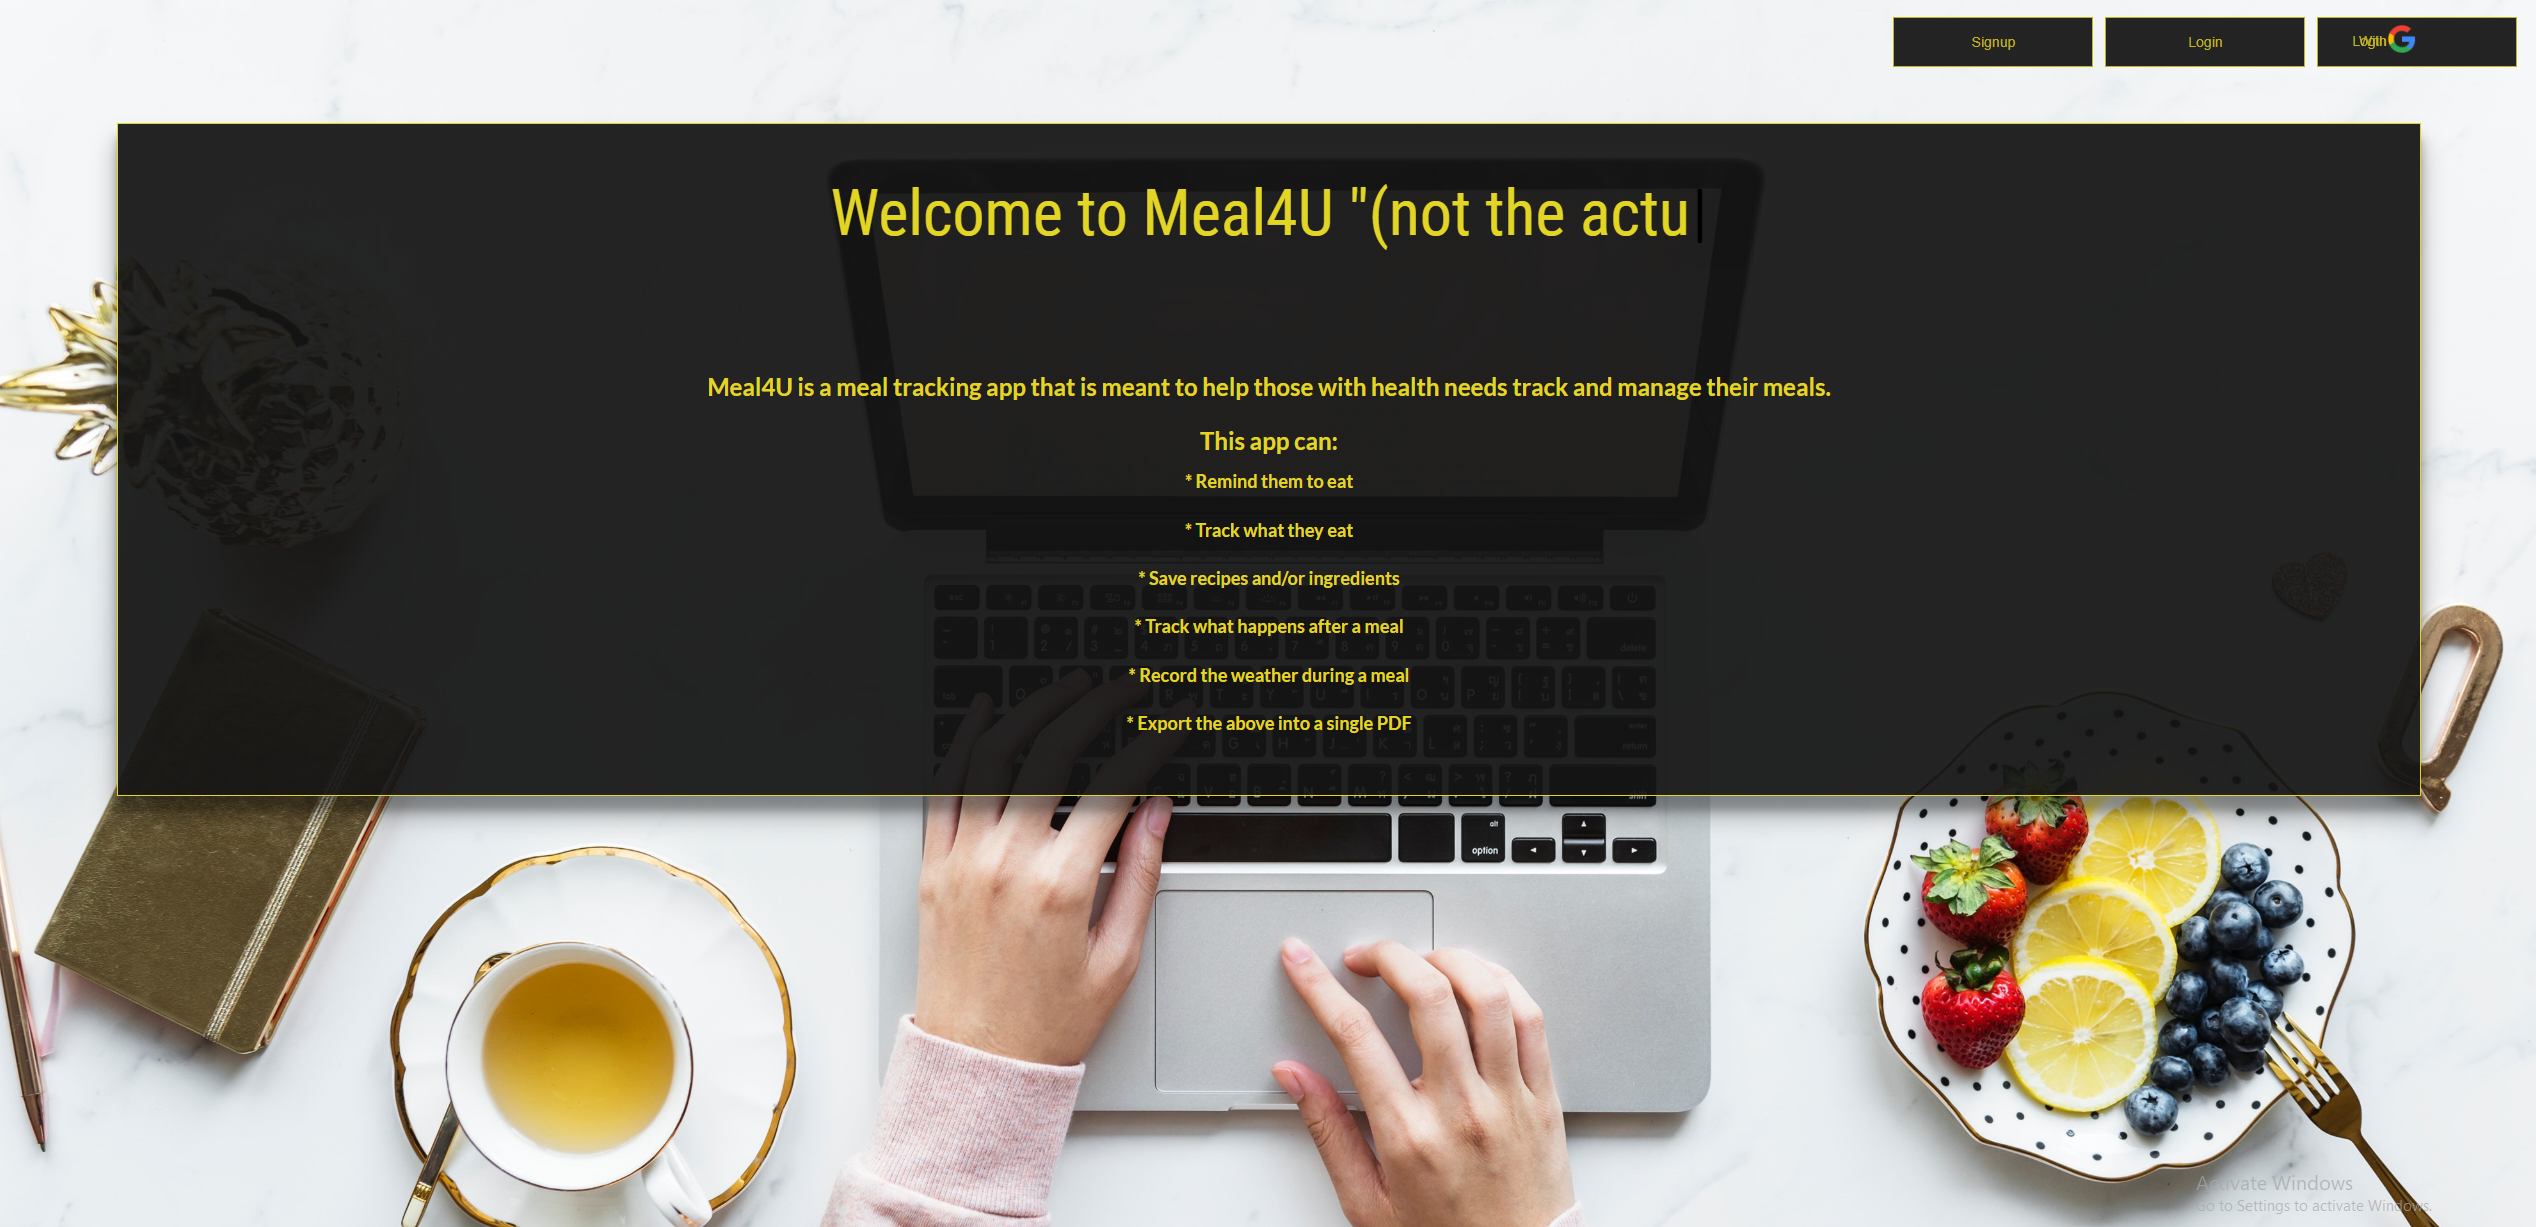 Signup
Login
Login With
Welcome to Meal4U "(not the actu
Meal4U is a meal tracking app that is meant to help those with health needs track and manage their meals.
This app can:
* Remind them to eat
* Track what they eat
* Save recipes and/or ingredients
* Track what happens after a meal
* Record the weather during a meal
* Export the above into a single PDF
alt
option
Activate Windows
Go to Settings to activate Windows.